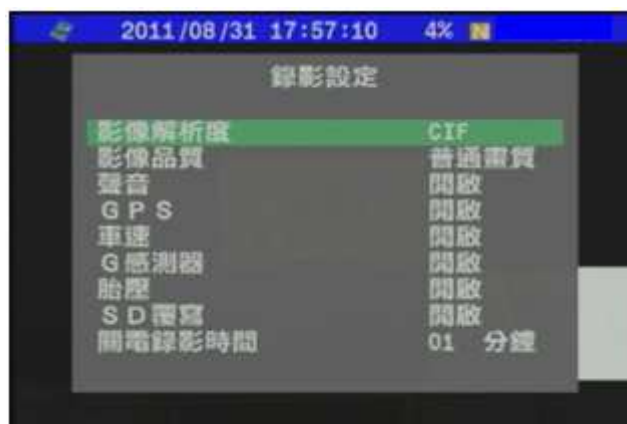 2011/08/31 17:57:10 4% N
錄影設定
影像解析度 CIF
影像品質 普通畫質
聲音 開啟
GPS 開啟
車速 開啟
G感測器 開啟
胎壓 開啟
SD覆寫 開啟
關電錄影時間 01 分鐘